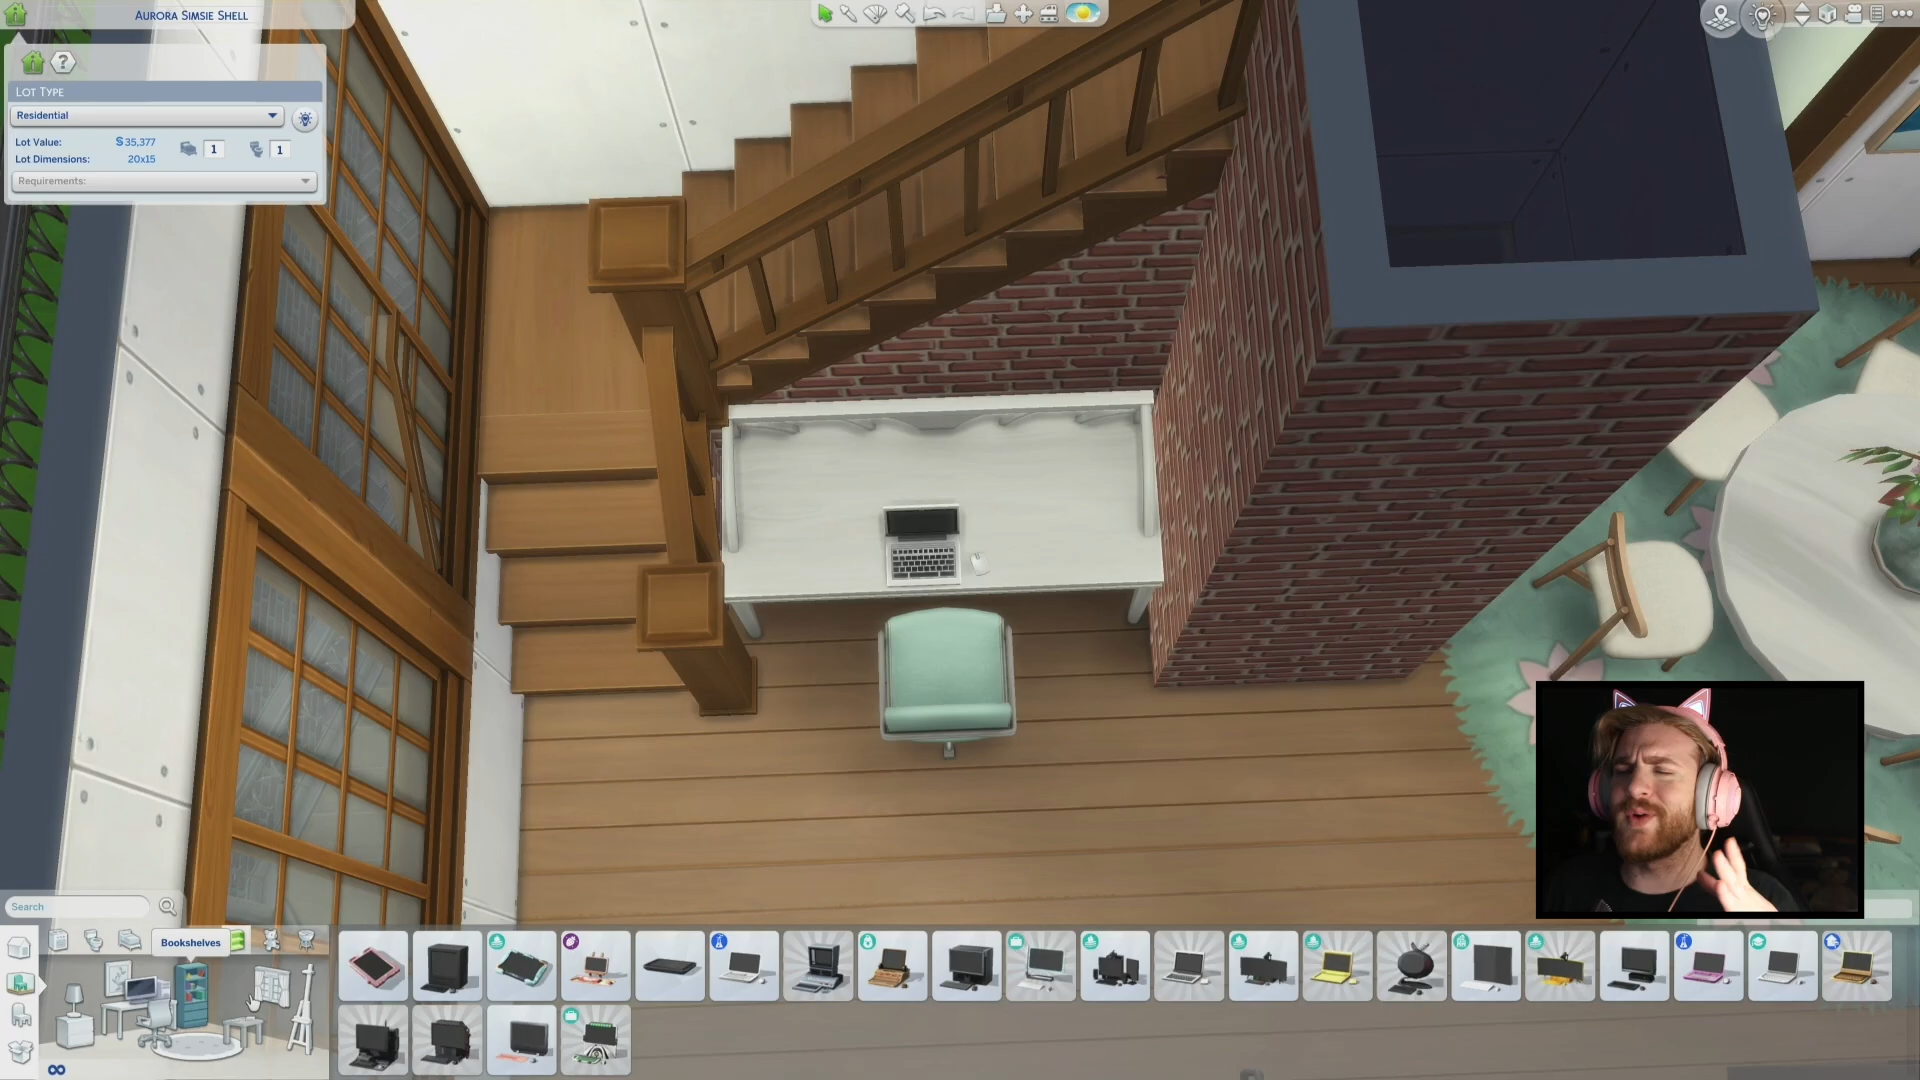 Aurora Simsie Shell
Lot Type
Residential
Lot Value: §35,377
1
1
Lot Dimensions: 20x15
Requirements:
Search
Bookshelves